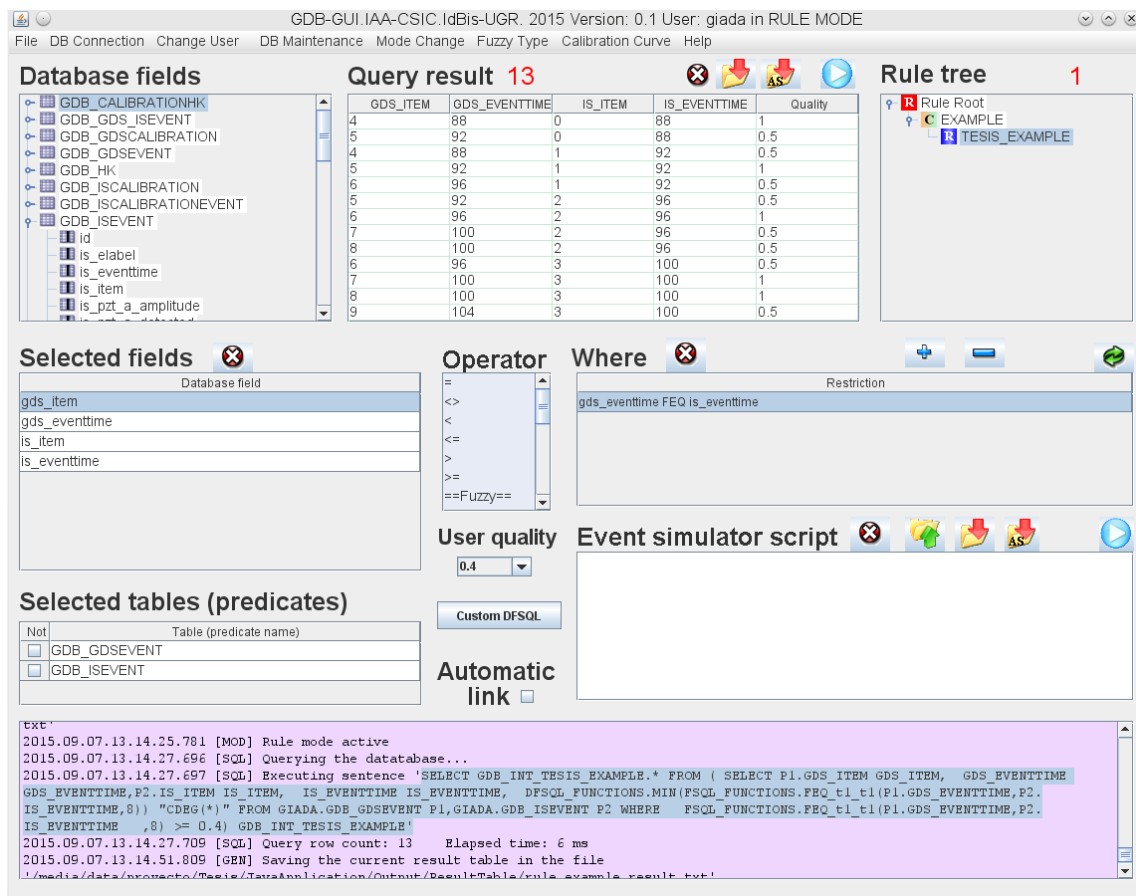 GDB-GUI.IAA-CSIC.IdBis-UGR. 2015 Version: 0.1 User: giada in RULE MODE
File DB Connection Change User DB Maintenance Mode Change Fuzzy Type Calibration Curve Help
Database fields
GDB_CALIBRATIONHK
GDB_GDS_ISEVENT
GDB_GDSCALIBRATION
GDB_GDSEVENT
GDB_HK
GDB_ISCALIBRATION
GDB_ISCALIBRATIONEVENT
GDB_ISEVENT
id
is_elabel
is_eventtime
is_item
is_pzt_a_amplitude
is_pzt_a_detected
Query result 13
AS
GDS_ITEM GDS_EVENTTIME IS_ITEM IS_EVENTTIME Quality
4 88 0 88 1
5 92 0 88 0.5
4 88 1 92 0.5
5 92 1 92 1
6 96 1 92 0.5
5 92 2 96 0.5
6 96 2 96 1
7 100 2 96 0.5
8 100 2 96 0.5
6 96 3 100 0.5
7 100 3 100 1
8 100 3 100 1
9 104 3 100 0.5
Rule tree 1
R Rule Root
C EXAMPLE
R TESIS_EXAMPLE
Selected fields
Database field
gds_item
gds_eventtime
is_item
is_eventtime
Operator
=
<>
<
<=
>
>=
==Fuzzy==
Where
Restriction
gds_eventtime FEQ is_eventtime
User quality
0.4
Custom DFSQL
Automatic
link
Event simulator script
AS
Selected tables (predicates)
Not Table (predicate name)
GDB_GDSEVENT
GDB_ISEVENT
txt'
2015.09.07.13.14.25.781 [MOD] Rule mode active
2015.09.07.13.14.27.696 [SQL] Querying the datatabase...
2015.09.07.13.14.27.697 [SQL] Executing sentence 'SELECT GDB_INT_TESIS_EXAMPLE.* FROM ( SELECT P1.GDS_ITEM GDS_ITEM, GDS_EVENTTIME
GDS_EVENTTIME,P2.IS_ITEM IS_ITEM, IS_EVENTTIME IS_EVENTTIME, DFSQL_FUNCTIONS.MIN(FSQL_FUNCTIONS.FEQ_t1_t1(P1.GDS_EVENTTIME,P2.
IS_EVENTTIME,8)) "CDEG(*)" FROM GIADA.GDB_GDSEVENT P1,GIADA.GDB_ISEVENT P2 WHERE FSQL_FUNCTIONS.FEQ_t1_t1(P1.GDS_EVENTTIME,P2.
IS_EVENTTIME ,8) >= 0.4) GDB_INT_TESIS_EXAMPLE'
2015.09.07.13.14.27.709 [SQL] Query row count: 13 Elapsed time: 6 ms
2015.09.07.13.14.51.809 [GEN] Saving the current result table in the file
'/media/data/proyecto/Tesis/JavaApplication/Output/ResultTable/rule_example_result.txt'